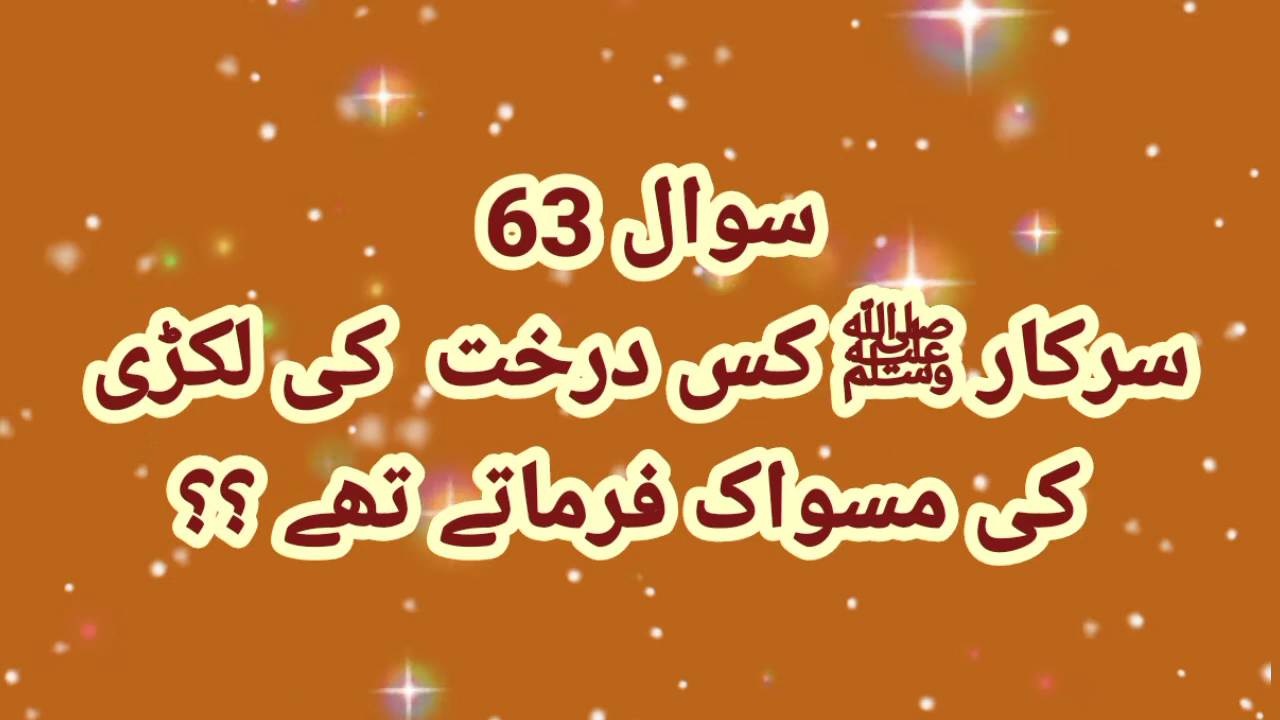 سوال 63
سرکار ﷺ کس درخت کی لکڑی
کی مسواک فرماتے تھے ؟؟